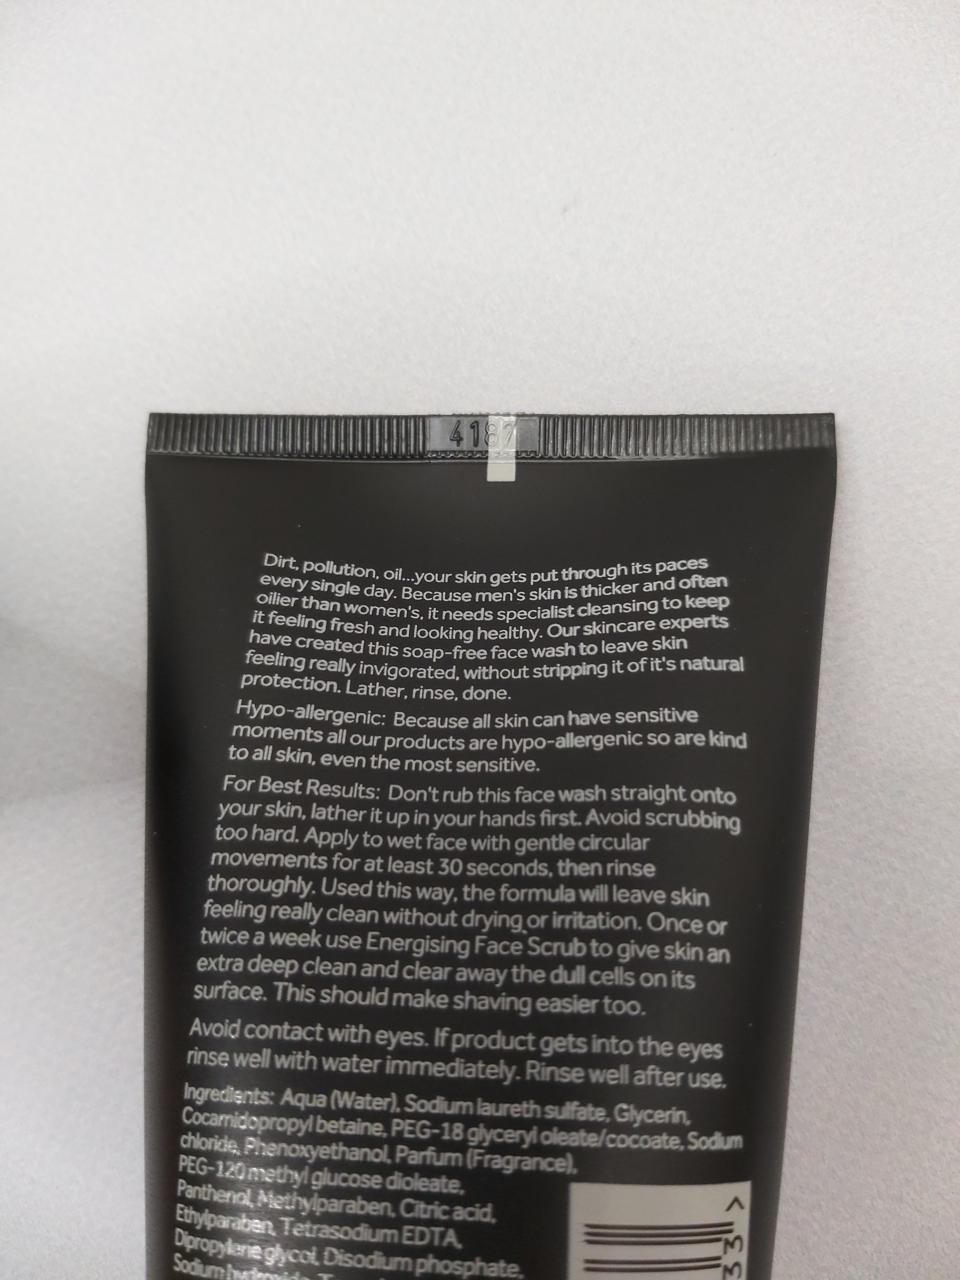 4187
Dirt, pollution, oil...your skin gets put through its paces
every single day. Because men's skin is thicker and often
oilier than women's, it needs specialist cleansing to keep
it feeling fresh and looking healthy. Our skincare experts
have created this soap-free face wash to leave skin
feeling really invigorated, without stripping it of it's natural
protection. Lather, rinse, done.
Hypo-allergenic: Because all skin can have sensitive
moments all our products are hypo-allergenic so are kind
to all skin, even the most sensitive.
For Best Results: Don't rub this face wash straight onto
your skin, lather it up in your hands first. Avoid scrubbing
too hard. Apply to wet face with gentle circular
movements for at least 30 seconds, then rinse
thoroughly. Used this way, the formula will leave skin
feeling really clean without drying or irritation. Once or
twice a week use Energising Face Scrub to give skin an
extra deep clean and clear away the dull cells on its
surface. This should make shaving easier too.
Avoid contact with eyes. If product gets into the eyes
rinse well with water immediately. Rinse well after use.
Ingredients: Aqua (Water), Sodium laureth sulfate, Glycerin,
Cocamidopropyl betaine, PEG-18 glyceryl oleate/cocoate, Sodium
chloride, Phenoxyethanol, Parfum (Fragrance),
PEG-120 methyl glucose dioleate,
Panthenol, Methylparaben, Citric acid,
Ethylparaben, Tetrasodium EDTA,
Dipropylene glycol, Disodium phosphate,
Sodium hydroxide,
33>